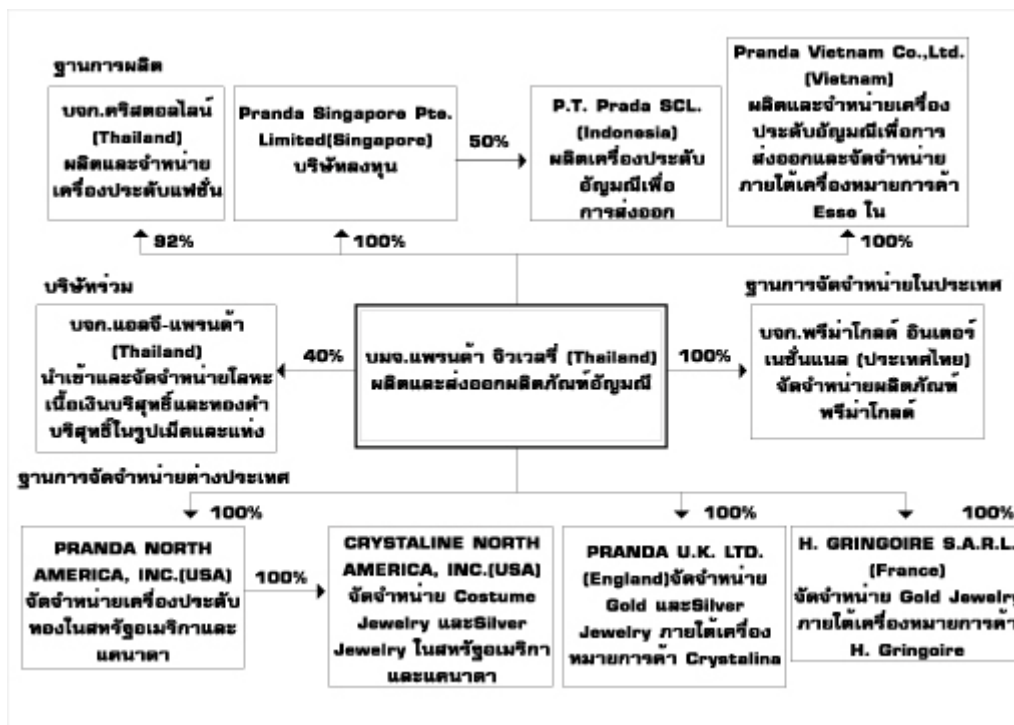 ฐานการผลิต
บจก.คริสตอลไลน์
(Thailand)
ผลิตและจำหน่าย
เครื่องประดับแฟชั่น
Pranda Singapore Pte.
Limited(Singapore)
บริษัทลงทุน
50%
P.T. Prada SCL.
(Indonesia)
ผลิตเครื่องประดับ
อัญมณีเพื่อ
การส่งออก
Pranda Vietnam Co.,Ltd.
(Vietnam)
ผลิตและจำหน่ายเครื่อง
ประดับอัญมณีเพื่อการ
ส่งออกและจัดจำหน่าย
ภายใต้เครื่องหมายการค้า
Esse ใน
92%
100%
100%
บริษัทร่วม
บจก.แอลจี-แพรนด้า
(Thailand)
นำเข้าและจัดจำหน่ายโลหะ
เนื้อเงินบริสุทธิ์และทองคำ
บริสุทธิ์ในรูปเม็ดและแท่ง
40%
บมจ.แพรนด้า จิวเวลรี่ (Thailand)
ผลิตและส่งออกผลิตภัณฑ์อัญมณี
100%
ฐานการจัดจำหน่ายในประเทศ
บจก.พรีม่าโกลด์ อินเตอร์
เนชั่นแนล (ประเทศไทย)
จัดจำหน่ายผลิตภัณฑ์
พรีม่าโกลด์
ฐานการจัดจำหน่ายต่างประเทศ
100%
PRANDA NORTH
AMERICA, INC.(USA)
จัดจำหน่ายเครื่องประดับ
ทองในสหรัฐอเมริกาและ
แคนาดา
100%
CRYSTALINE NORTH
AMERICA, INC.(USA)
จัดจำหน่าย Costume
Jewelry และSilver
Jewelry ในสหรัฐอเมริกา
และแคนาดา
100%
PRANDA U.K. LTD.
(England)จัดจำหน่าย
Gold และSilver
Jewelry ภายใต้เครื่อง
หมายการค้า Crystalina
100%
H. GRINGOIRE S.A.R.L.
(France)
จัดจำหน่าย Gold Jewelry
ภายใต้เครื่องหมายการค้า
H. Gringoire